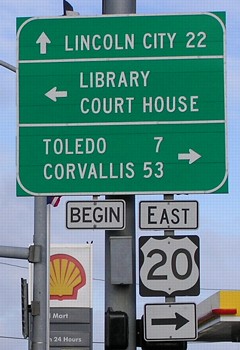 LINCOLN CITY 22
LIBRARY
COURT HOUSE
TOLEDO 7
CORVALLIS 53
BEGIN
EAST
20
Mart
24 Hours